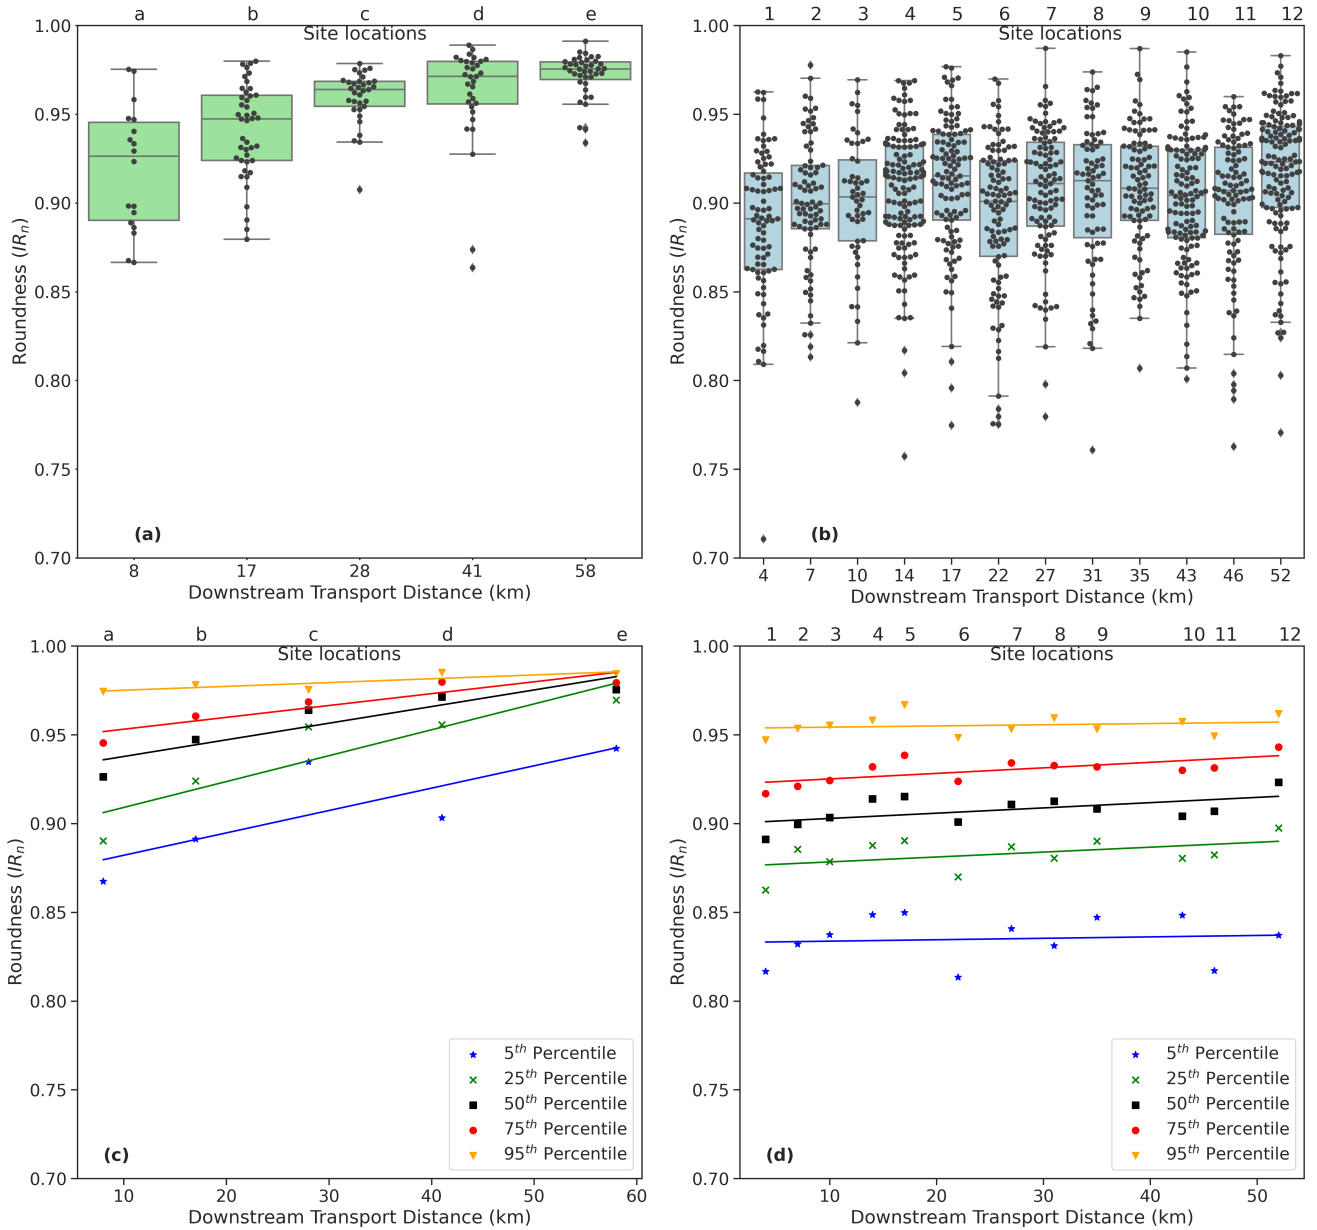 a b c d e
Site locations
1.00
0.95
0.90
0.85
0.80
0.75
0.70
Roundness (IRn)
(a)
8 17 28 41 58
Downstream Transport Distance (km)
1 2 3 4 5 6 7 8 9 10 11 12
Site locations
1.00
0.95
0.90
0.85
0.80
0.75
0.70
Roundness (IRn)
(b)
4 7 10 14 17 22 27 31 35 43 46 52
Downstream Transport Distance (km)
a b c d e
Site locations
1.00
0.95
0.90
0.85
0.80
0.75
0.70
Roundness (IRn)
5th Percentile
25th Percentile
50th Percentile
75th Percentile
95th Percentile
(c)
10 20 30 40 50 60
Downstream Transport Distance (km)
1 2 3 4 5 6 7 8 9 10 11 12
Site locations
1.00
0.95
0.90
0.85
0.80
0.75
0.70
Roundness (IRn)
5th Percentile
25th Percentile
50th Percentile
75th Percentile
95th Percentile
(d)
10 20 30 40 50
Downstream Transport Distance (km)